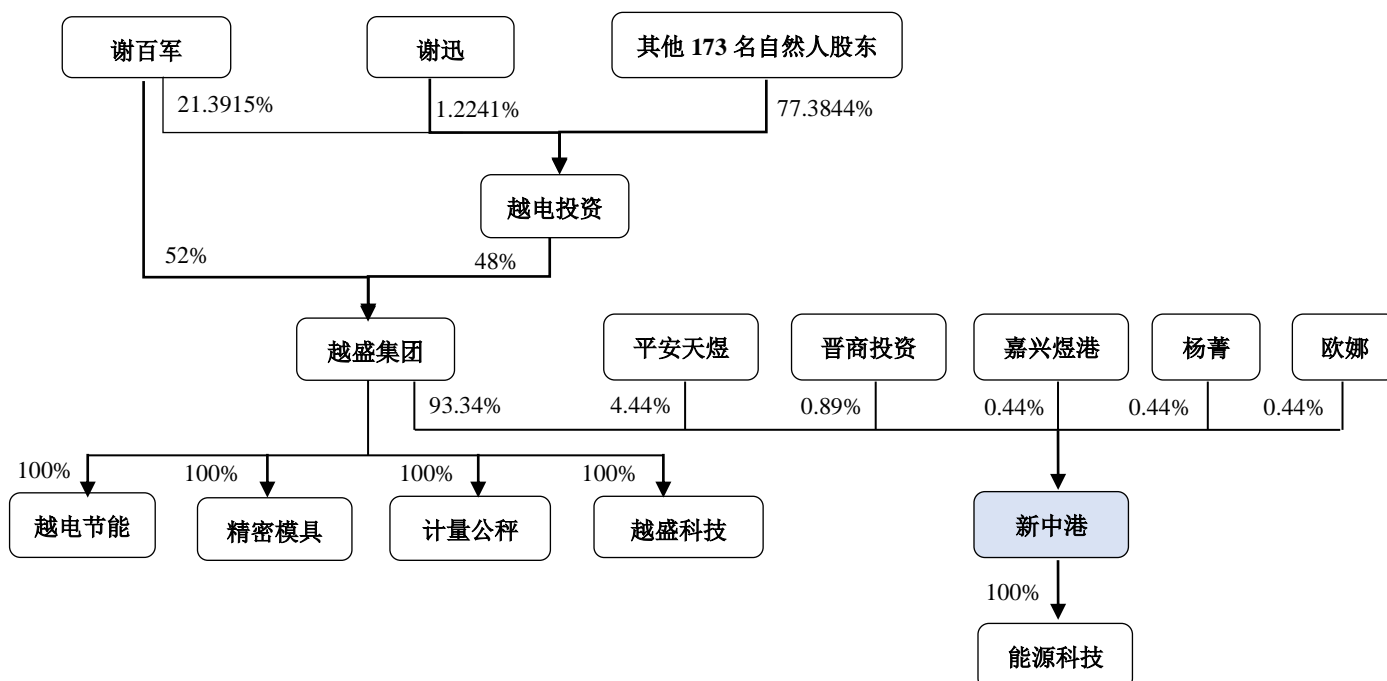 谢百军
谢迅
其他 173 名自然人股东
21.3915%
1.2241%
77.3844%
越电投资
52%
48%
越盛集团
平安天煜
晋商投资
嘉兴煜港
杨菁
欧娜
93.34%
4.44%
0.89%
0.44%
0.44%
0.44%
100%
100%
100%
100%
越电节能
精密模具
计量公秤
越盛科技
新中港
100%
能源科技